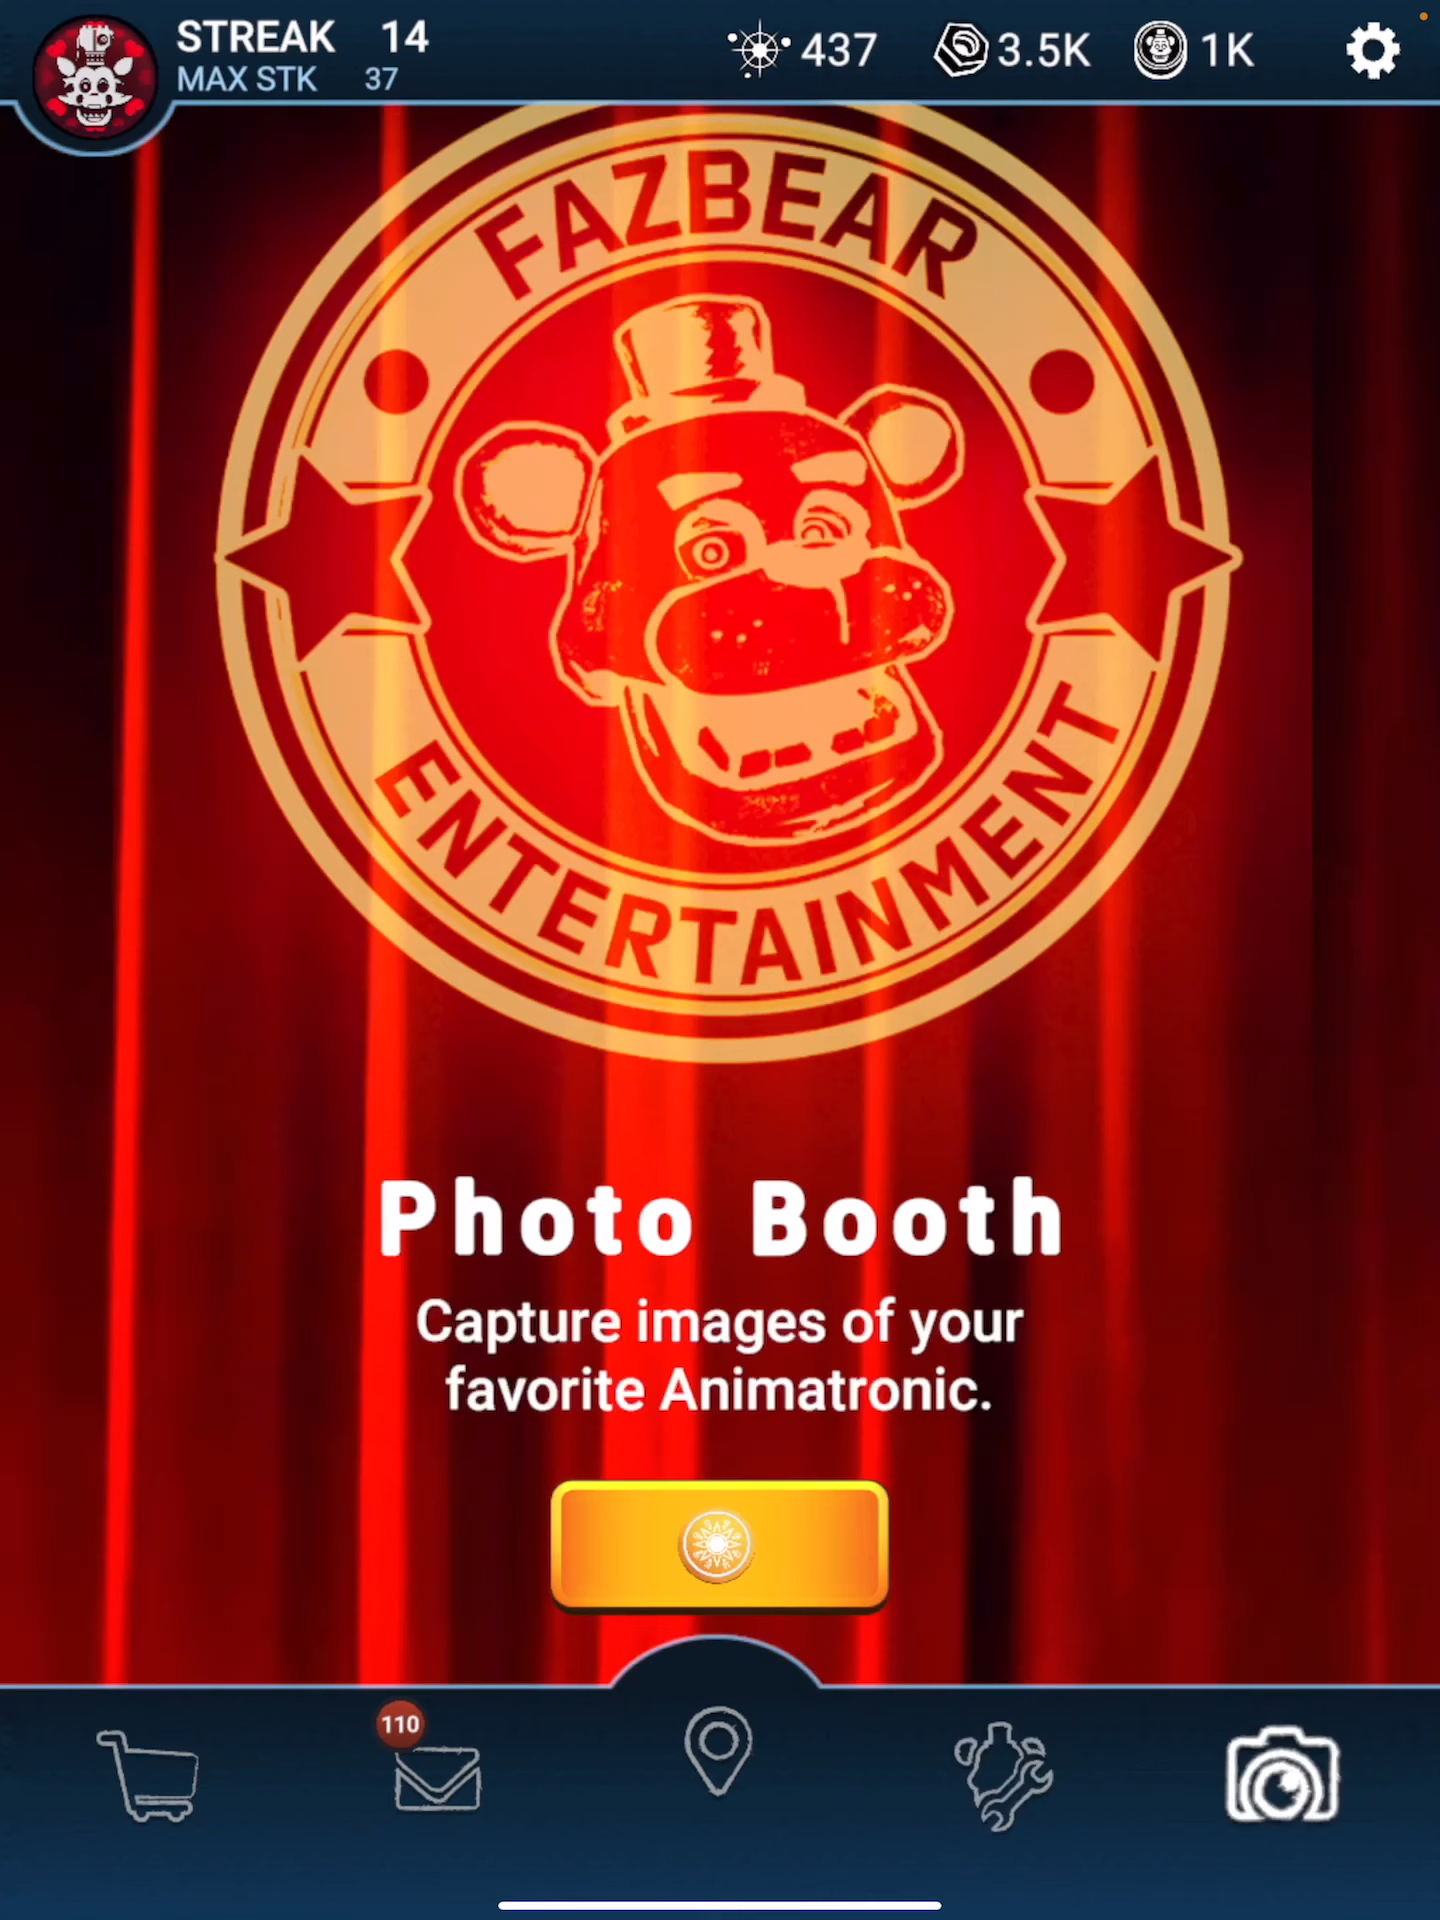 STREAK 14
MAX STK 37
437
3.5K
1K
FAZBEAR
ENTERTAINMENT
Photo Booth
Capture images of your
favorite Animatronic.
110